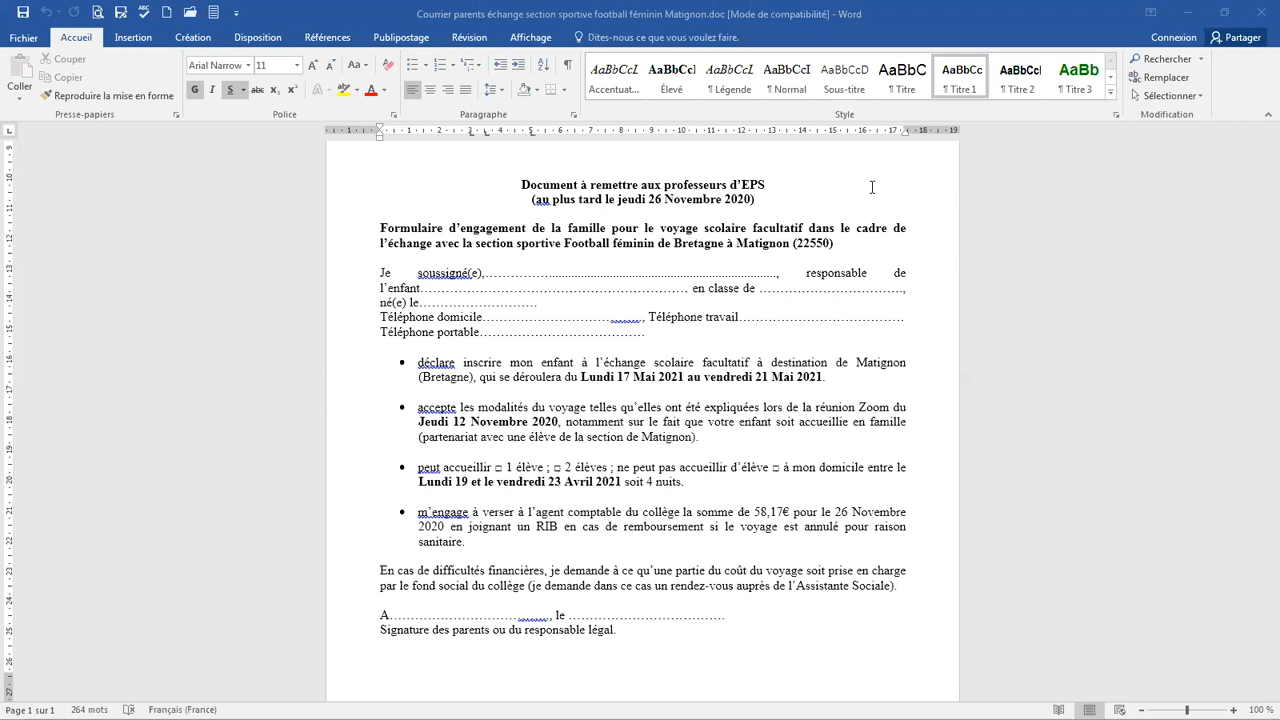 Courrier parents échange section sportive Football féminin Matignon.doc [Mode de compatibilité] - Word
Fichier Accueil Insertion Création Disposition Références Publipostage Révision Affichage Dites-nous ce que vous voulez faire. Connexion Partager
Couper
Copier
Coller
Reproduire la mise en forme
Presse-papiers
Arial Narrow 11
Police
Paragraphe
AaBbCcL AaBbCcI AaBbCcL AaBbCcI AaBbCcD AaBbC AaBbCc AaBbCcl AaBb
Accentuat... Élevé ¶ Légende ¶ Normal Sous-titre ¶ Titre ¶ Titre 1 ¶ Titre 2 ¶ Titre 3
Style
Rechercher
Remplacer
Sélectionner
Modification
Document à remettre aux professeurs d’EPS
(au plus tard le jeudi 26 Novembre 2020)
Formulaire d’engagement de la famille pour le voyage scolaire facultatif dans le cadre de
l’échange avec la section sportive Football féminin de Bretagne à Matignon (22550)
Je soussigné(e),……………......................................................................, responsable de
l’enfant……………………………………………………… en classe de ……………………………,
né(e) le……………………….
Téléphone domicile………………………………, Téléphone travail…………………………………
Téléphone portable…………………………………
• déclare inscrire mon enfant à l’échange scolaire facultatif à destination de Matignon
(Bretagne), qui se déroulera du Lundi 17 Mai 2021 au vendredi 21 Mai 2021.
• accepte les modalités du voyage telles qu’elles ont été expliquées lors de la réunion Zoom du
Jeudi 12 Novembre 2020, notamment sur le fait que votre enfant soit accueillie en famille
(partenariat avec une élève de la section de Matignon).
• peut accueillir □ 1 élève ; □ 2 élèves ; ne peut pas accueillir d’élève □ à mon domicile entre le
Lundi 19 et le vendredi 23 Avril 2021 soit 4 nuits.
• m’engage à verser à l’agent comptable du collège la somme de 58,17€ pour le 26 Novembre
2020 en joignant un RIB en cas de remboursement si le voyage est annulé pour raison
sanitaire.
En cas de difficultés financières, je demande à ce qu’une partie du coût du voyage soit prise en charge
par le fond social du collège (je demande dans ce cas un rendez-vous auprès de l’Assistante Sociale).
A………………………………, le ………………………………
Signature des parents ou du responsable légal.
Page 1 sur 1 264 mots Français (France) 100 %